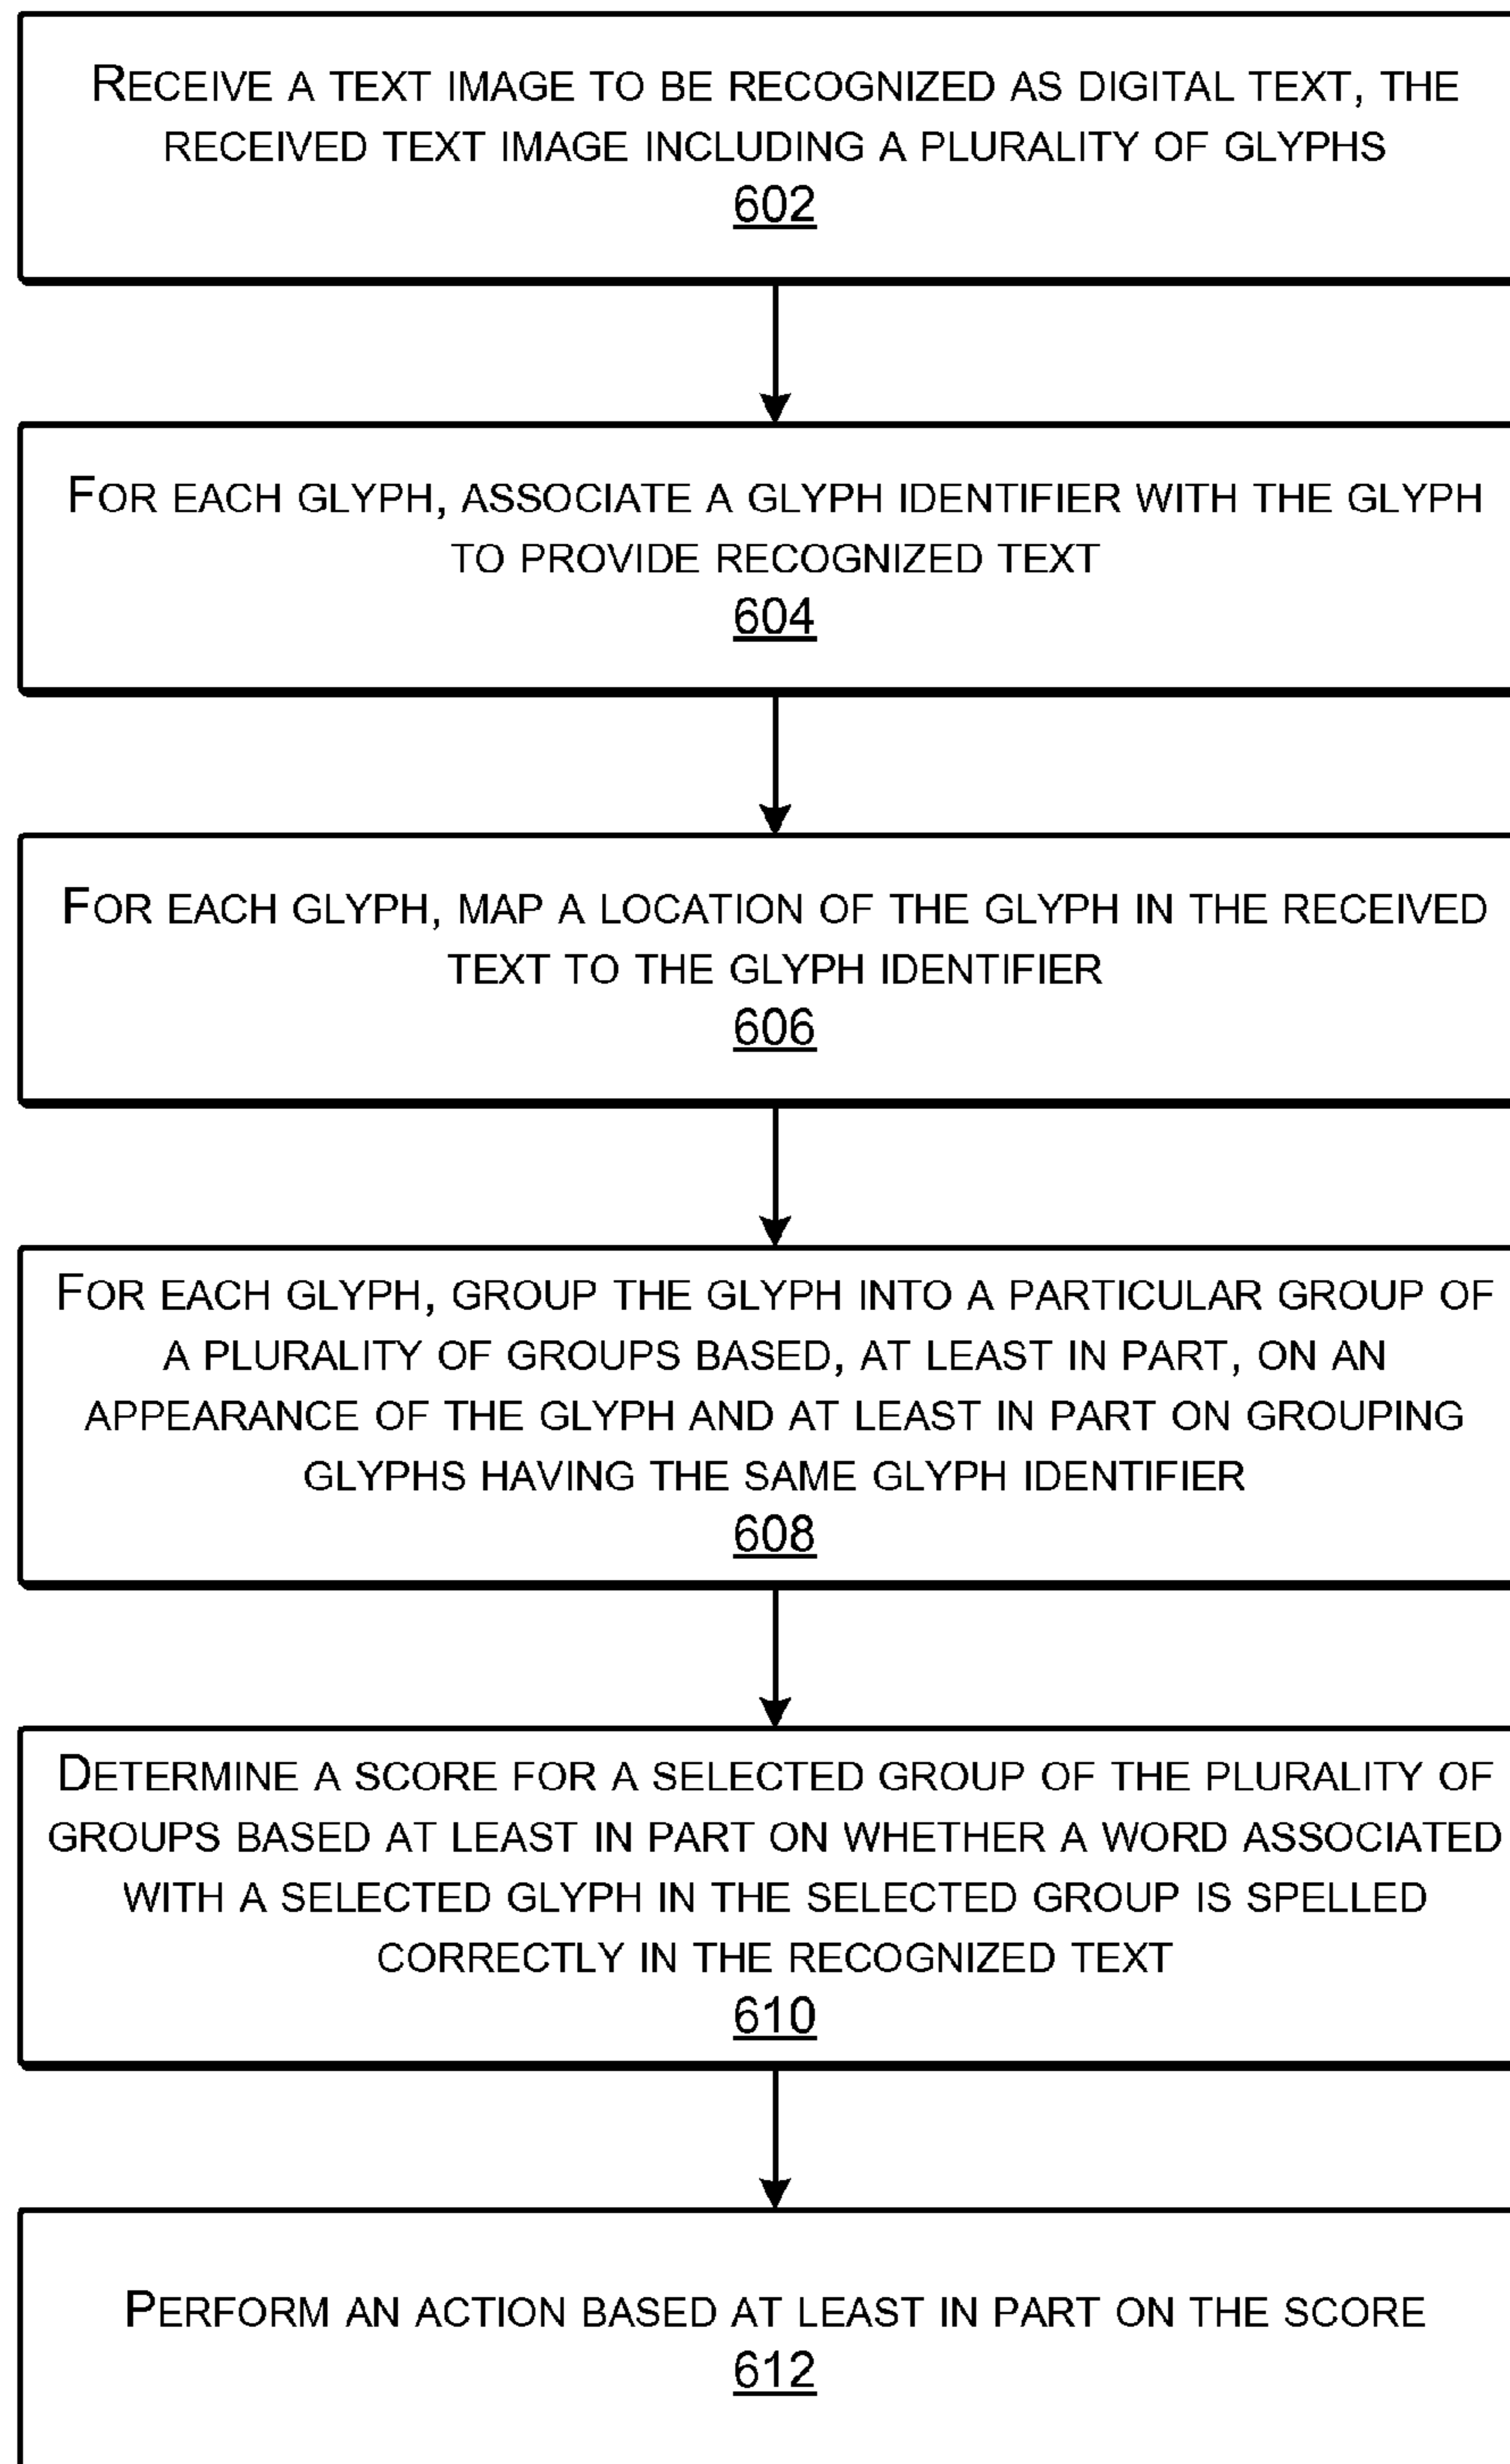 RECEIVE A TEXT IMAGE TO BE RECOGNIZED AS DIGITAL TEXT, THE
RECEIVED TEXT IMAGE INCLUDING A PLURALITY OF GLYPHS
602
FOR EACH GLYPH, ASSOCIATE A GLYPH IDENTIFIER WITH THE GLYPH
TO PROVIDE RECOGNIZED TEXT
604
FOR EACH GLYPH, MAP A LOCATION OF THE GLYPH IN THE RECEIVED
TEXT TO THE GLYPH IDENTIFIER
606
FOR EACH GLYPH, GROUP THE GLYPH INTO A PARTICULAR GROUP OF
A PLURALITY OF GROUPS BASED, AT LEAST IN PART, ON AN
APPEARANCE OF THE GLYPH AND AT LEAST IN PART ON GROUPING
GLYPHS HAVING THE SAME GLYPH IDENTIFIER
608
DETERMINE A SCORE FOR A SELECTED GROUP OF THE PLURALITY OF
GROUPS BASED AT LEAST IN PART ON WHETHER A WORD ASSOCIATED
WITH A SELECTED GLYPH IN THE SELECTED GROUP IS SPELLED
CORRECTLY IN THE RECOGNIZED TEXT
610
PERFORM AN ACTION BASED AT LEAST IN PART ON THE SCORE
612